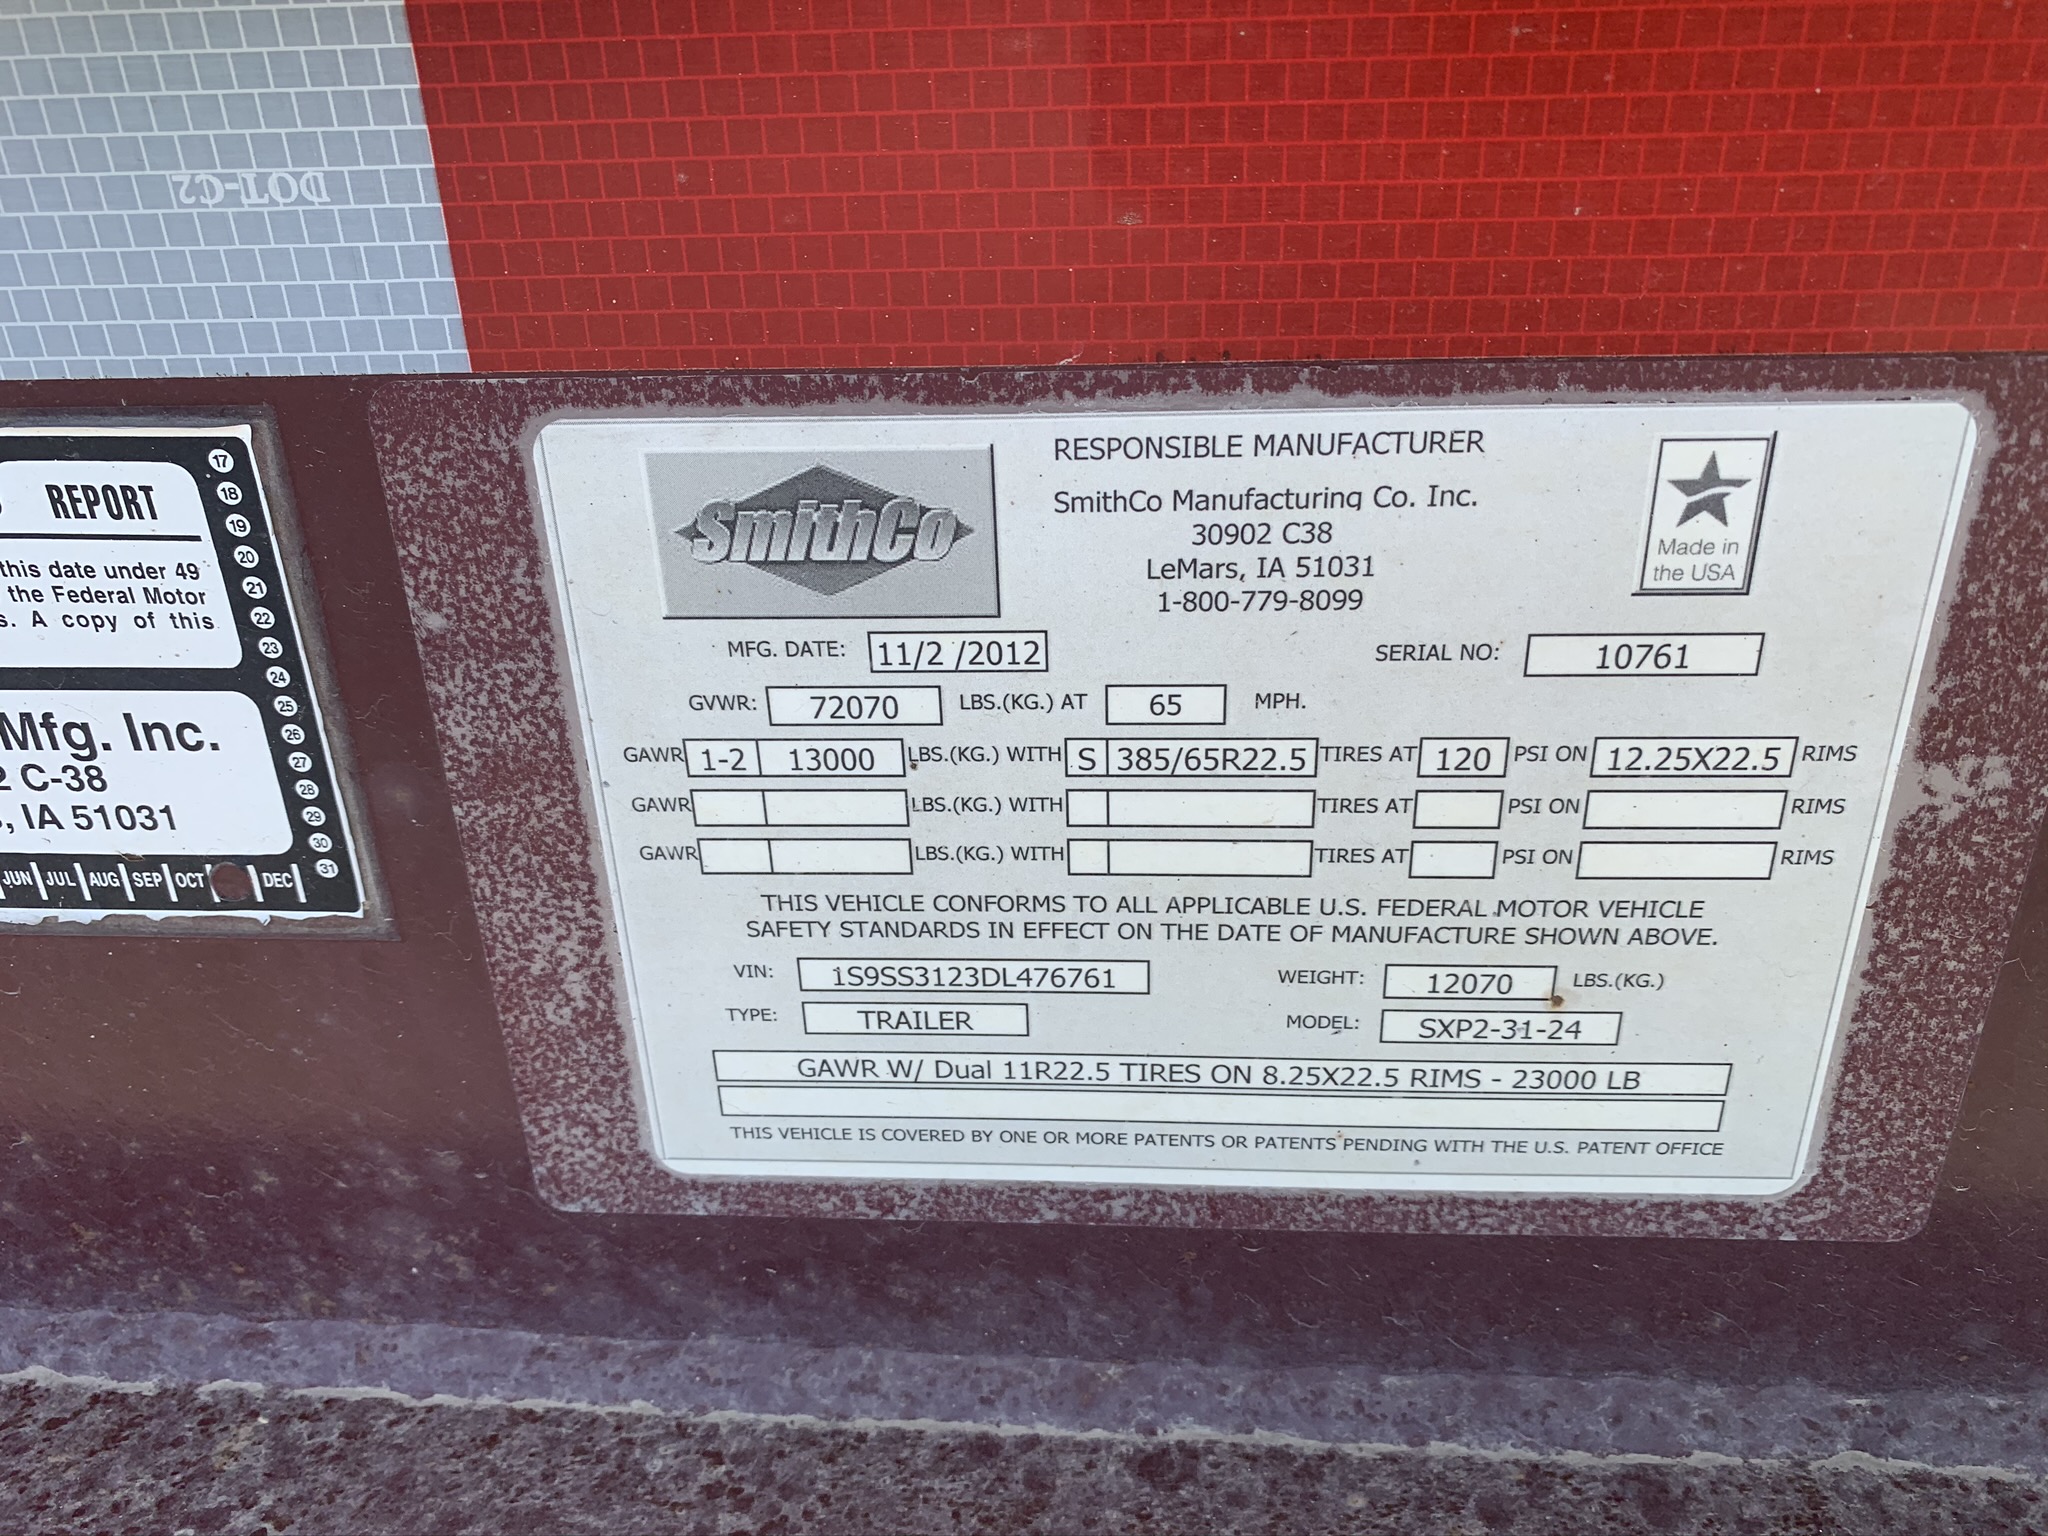 DOT-C2
REPORT
this date under 49
the Federal Motor
s. A copy of this
Mfg. Inc.
2 C-38
, IA 51031
17
18
19
20
21
22
23
24
25
26
27
28
29
30
31
JUN JUL AUG SEP OCT DEC
SmithCo
RESPONSIBLE MANUFACTURER
SmithCo Manufacturing Co. Inc.
30902 C38
LeMars, IA 51031
1-800-779-8099
Made in
the USA
MFG. DATE: 11/2 /2012 SERIAL NO: 10761
GVWR: 72070 LBS.(KG.) AT 65 MPH.
GAWR 1-2 13000 LBS.(KG.) WITH S 385/65R22.5 TIRES AT 120 PSI ON 12.25X22.5 RIMS
GAWR LBS.(KG.) WITH TIRES AT PSI ON RIMS
GAWR LBS.(KG.) WITH TIRES AT PSI ON RIMS
THIS VEHICLE CONFORMS TO ALL APPLICABLE U.S. FEDERAL MOTOR VEHICLE
SAFETY STANDARDS IN EFFECT ON THE DATE OF MANUFACTURE SHOWN ABOVE.
VIN: 1S9SS3123DL476761 WEIGHT: 12070 LBS.(KG.)
TYPE: TRAILER MODEL: SXP2-31-24
GAWR W/ Dual 11R22.5 TIRES ON 8.25X22.5 RIMS - 23000 LB
THIS VEHICLE IS COVERED BY ONE OR MORE PATENTS OR PATENTS PENDING WITH THE U.S. PATENT OFFICE